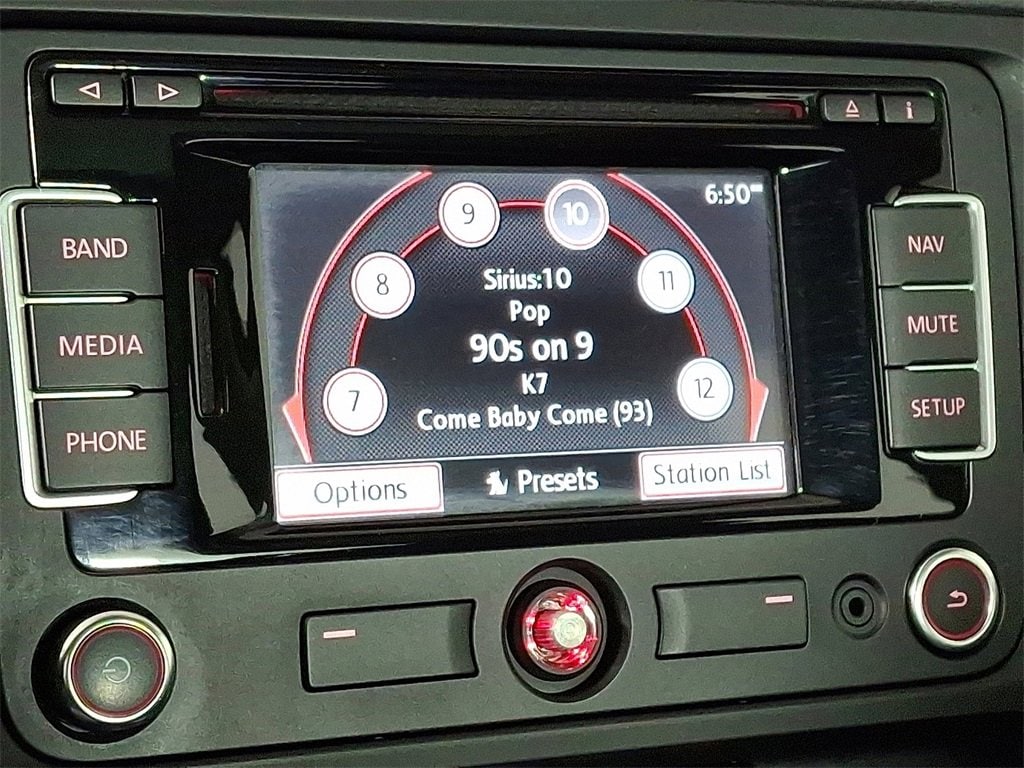 i
6:50
9
10
8
11
7
12
Sirius:10
Pop
90s on 9
K7
Come Baby Come (93)
Options
Presets
Station List
BAND
MEDIA
PHONE
NAV
MUTE
SETUP